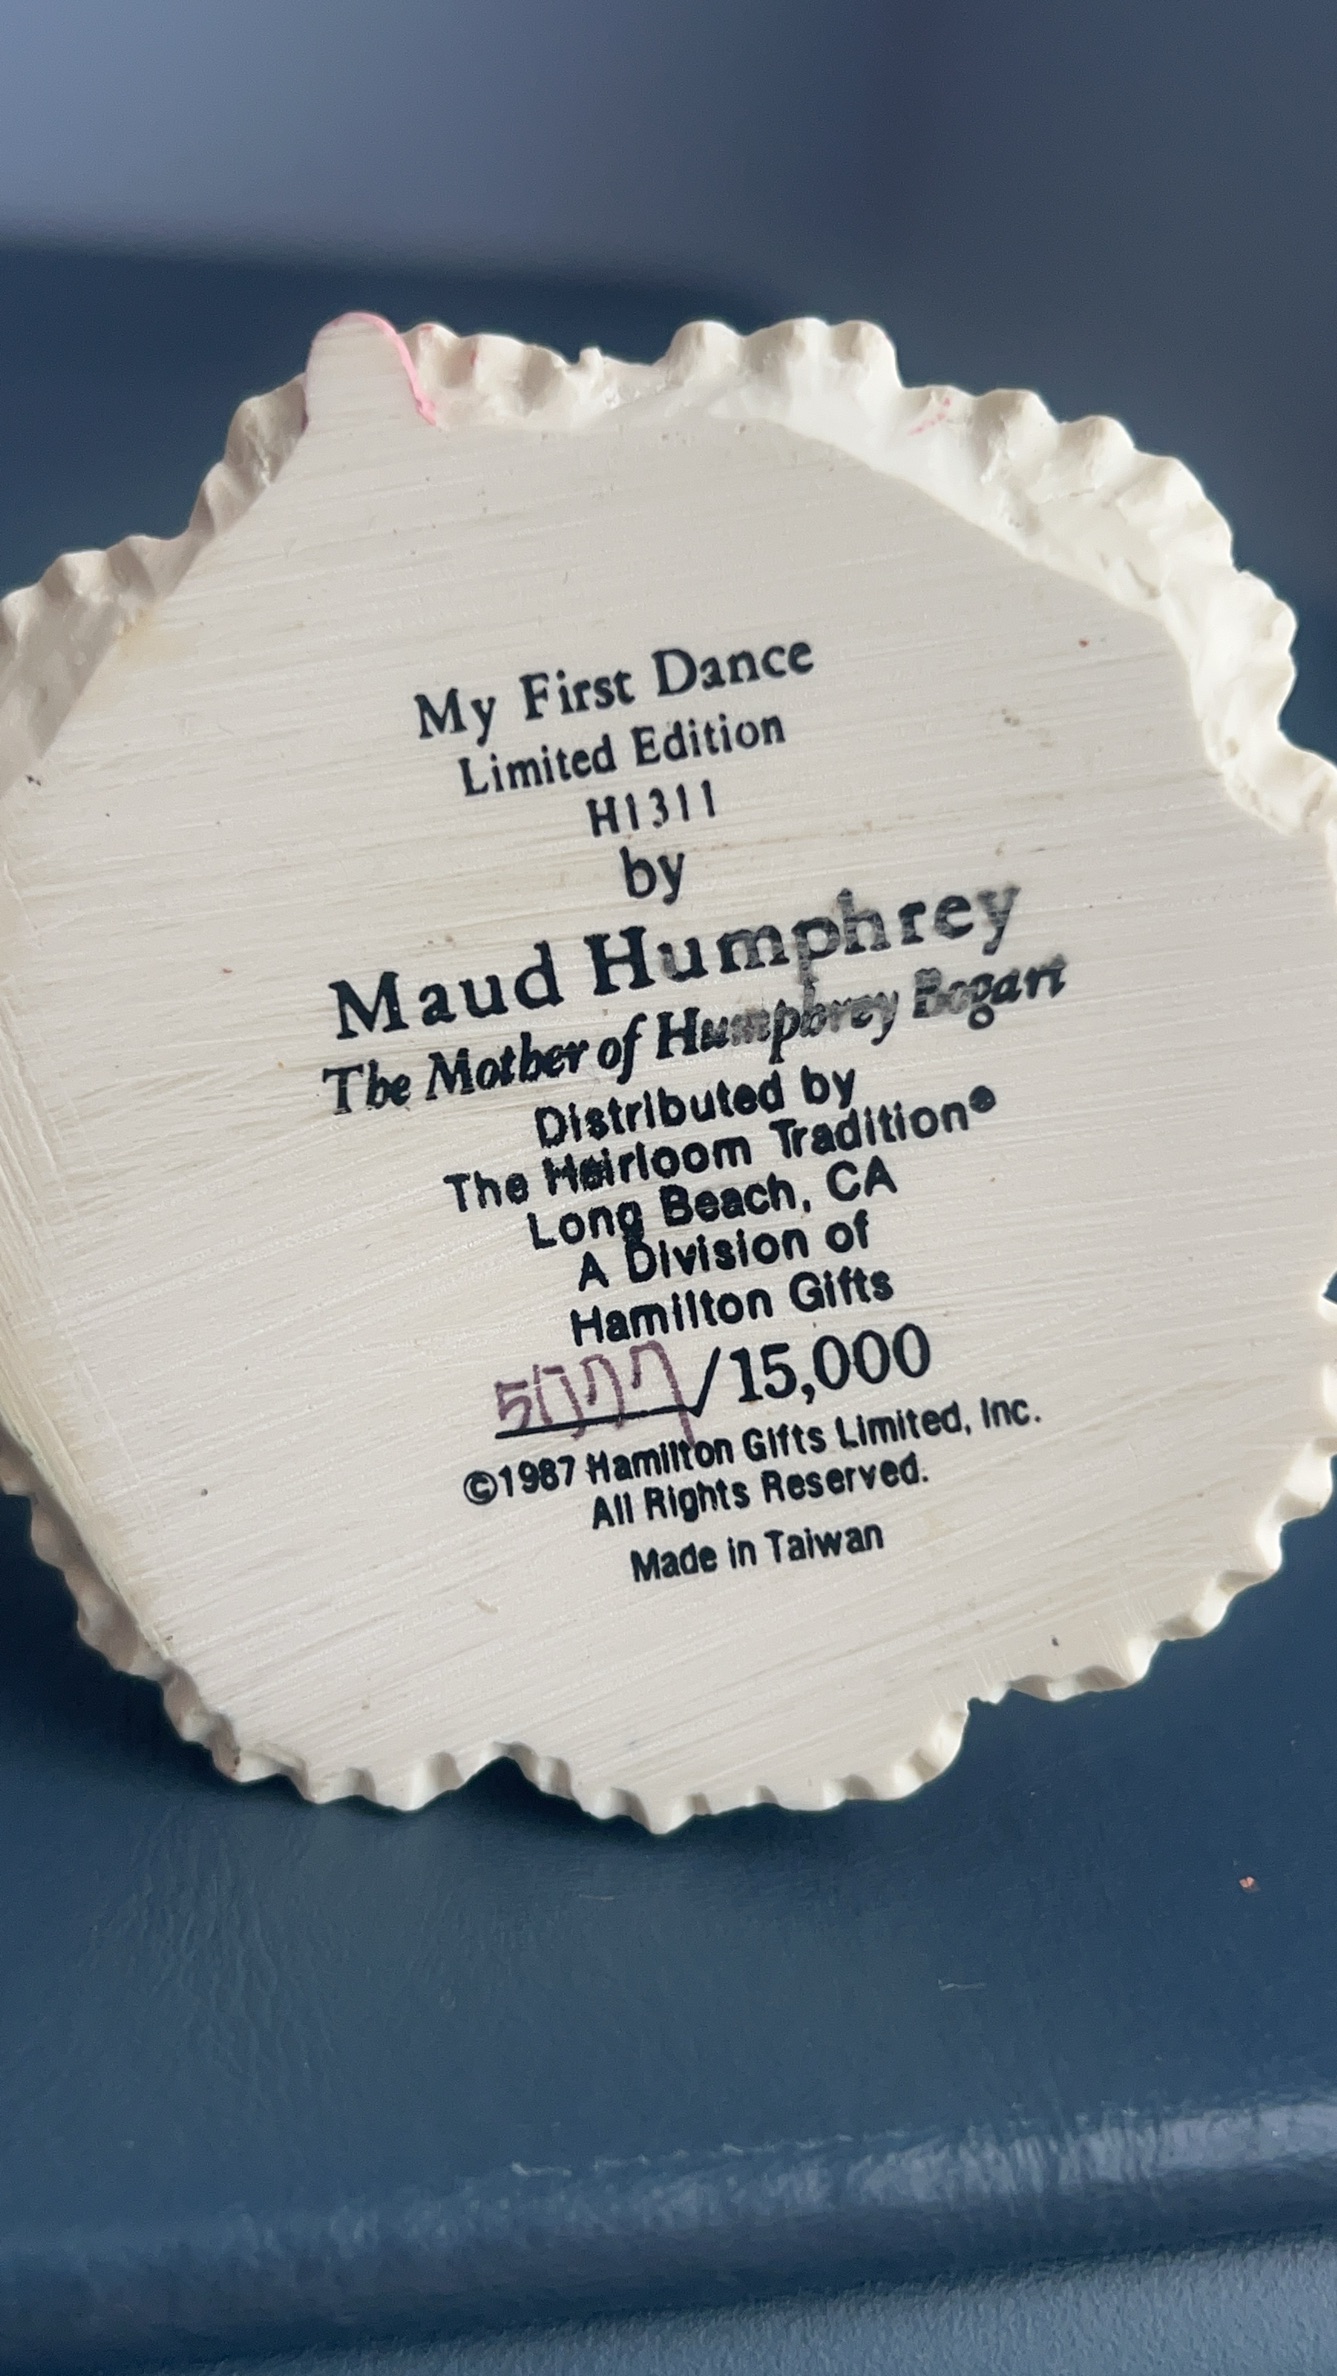 My First Dance
Limited Edition
H1311
by
Maud Humphrey
The Mother of Humphrey Bogart
Distributed by
The Heirloom Tradition®
Long Beach, CA
A Division of
Hamilton Gifts
/15,000
©1987 Hamilton Gifts Limited, Inc.
All Rights Reserved.
Made in Taiwan